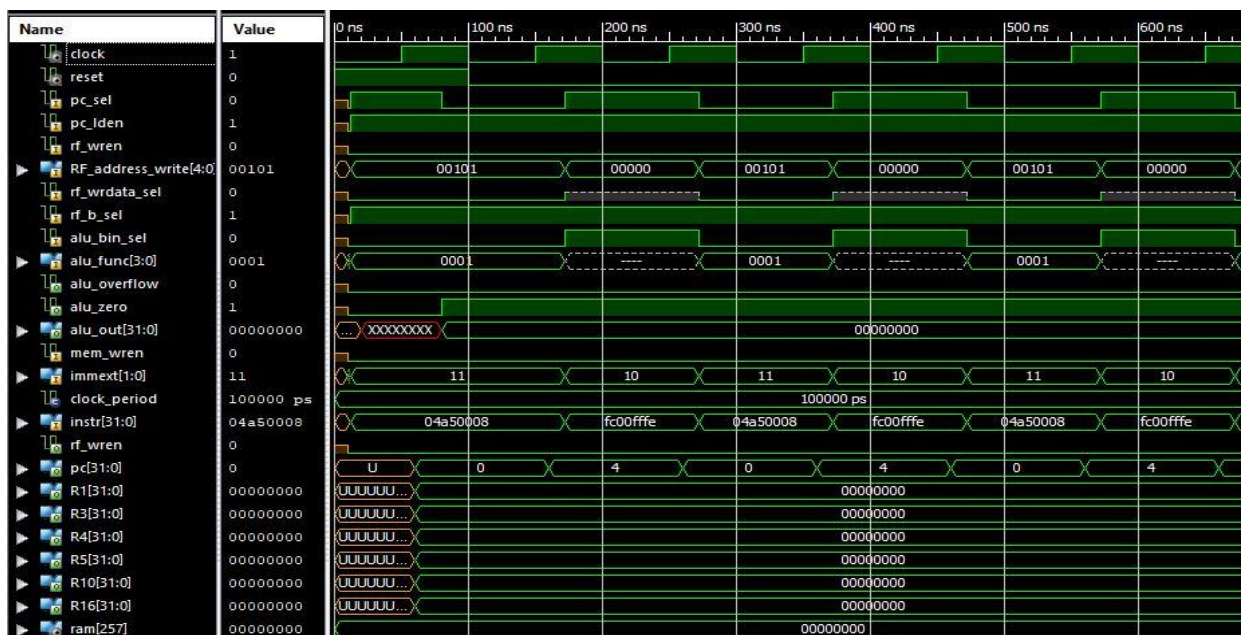 Name Value 0 ns 100 ns 200 ns 300 ns 400 ns 500 ns 600 ns
clock 1
reset 0
pc_sel 0
pc_lden 1
rf_wren 0
RF_address_write[4:0] 00101 00101 00000 00101 00000 00101 00000
rf_wrdata_sel 0
rf_b_sel 1
alu_bin_sel 0
alu_func[3:0] 0001 0001 ---- 0001 ---- 0001 ----
alu_overflow 0
alu_zero 1
alu_out[31:0] 00000000 ... XXXXXXXX 00000000
mem_wren 0
immext[1:0] 11 11 10 11 10 11 10
clock_period 100000 ps 100000 ps
instr[31:0] 04a50008 04a50008 fc00fffe 04a50008 fc00fffe 04a50008 fc00fffe
rf_wren 0
pc[31:0] 0 U 0 4 0 4 0 4
R1[31:0] 00000000 UUUUUU... 00000000
R3[31:0] 00000000 UUUUUU... 00000000
R4[31:0] 00000000 UUUUUU... 00000000
R5[31:0] 00000000 UUUUUU... 00000000
R10[31:0] 00000000 UUUUUU... 00000000
R16[31:0] 00000000 UUUUUU... 00000000
ram[257] 00000000 00000000